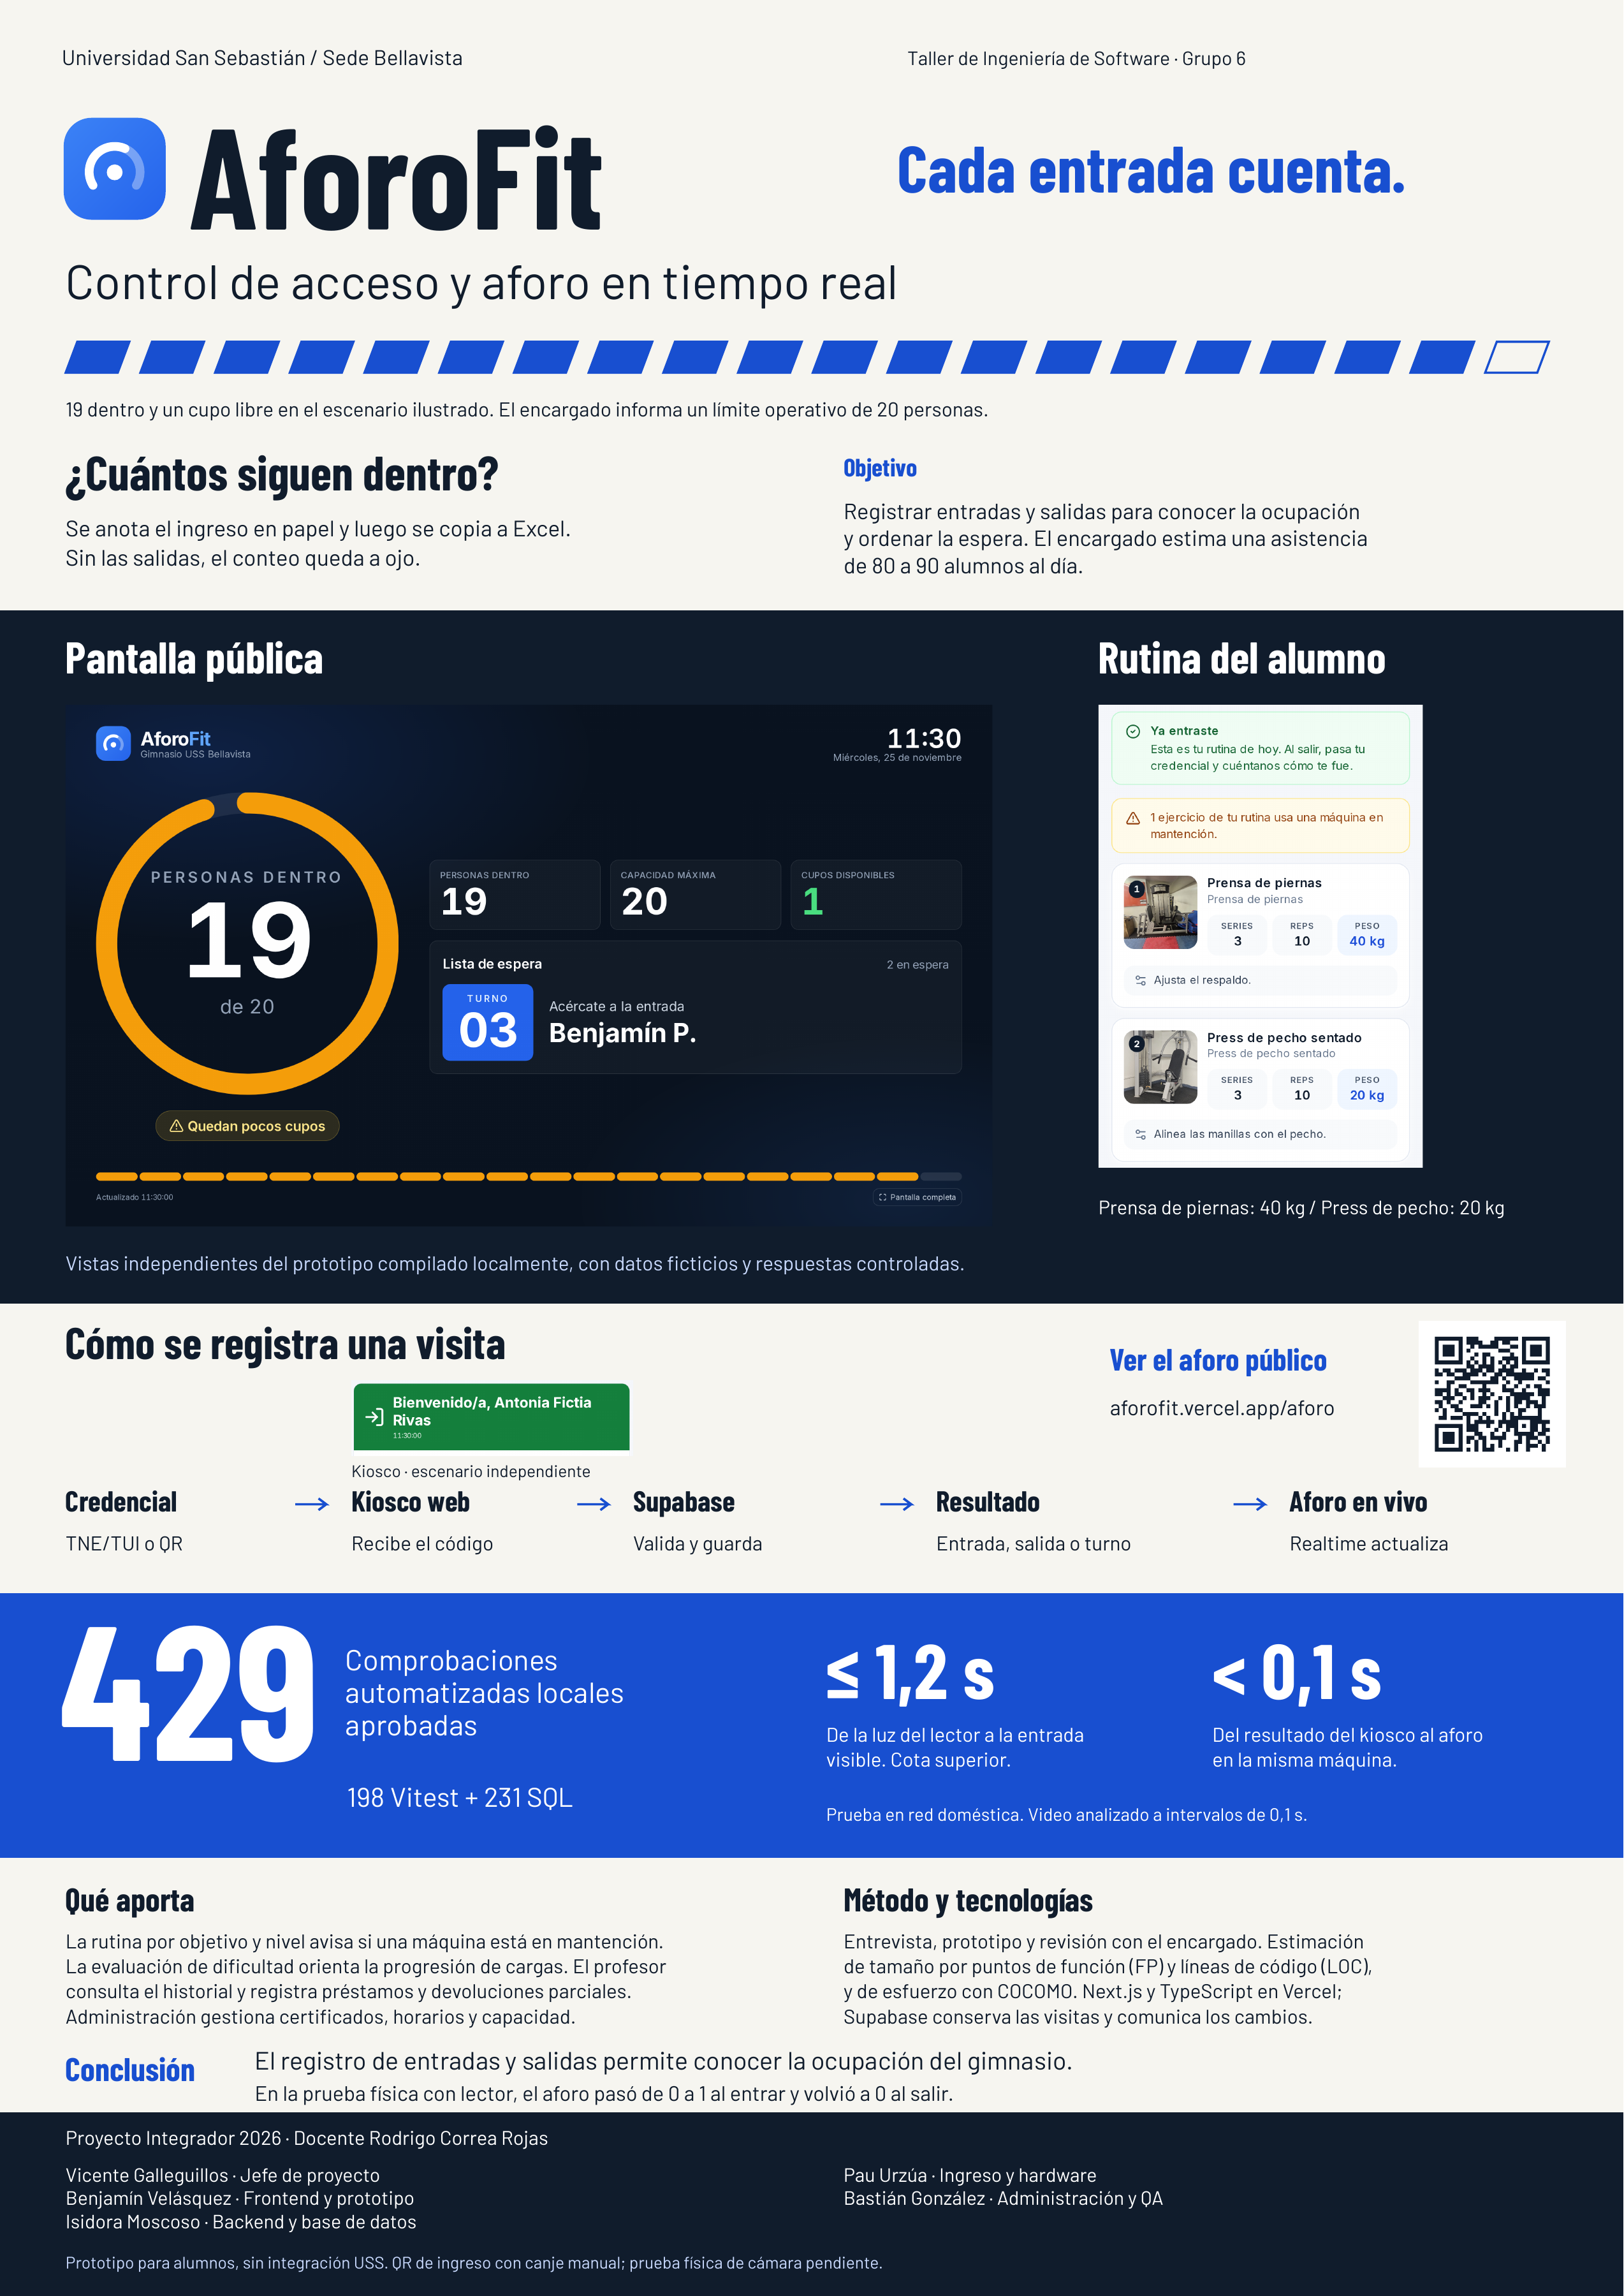 Universidad San Sebastián / Sede Bellavista
Taller de Ingeniería de Software · Grupo 6
AforoFit
Cada entrada cuenta.
Control de acceso y aforo en tiempo real
19 dentro y un cupo libre en el escenario ilustrado. El encargado informa un límite operativo de 20 personas.
¿Cuántos siguen dentro?
Se anota el ingreso en papel y luego se copia a Excel.
Sin las salidas, el conteo queda a ojo.
Objetivo
Registrar entradas y salidas para conocer la ocupación
y ordenar la espera. El encargado estima una asistencia
de 80 a 90 alumnos al día.
Pantalla pública
AforoFit
Gimnasio USS Bellavista
11:30
Miércoles, 25 de noviembre
PERSONAS DENTRO
19
de 20
Quedan pocos cupos
PERSONAS DENTRO
19
CAPACIDAD MÁXIMA
20
CUPOS DISPONIBLES
1
Lista de espera
2 en espera
TURNO
03
Acércate a la entrada
Benjamín P.
Actualizado 11:30:00
Pantalla completa
Rutina del alumno
Ya entraste
Esta es tu rutina de hoy. Al salir, pasa tu
credencial y cuéntanos cómo te fue.
1 ejercicio de tu rutina usa una máquina en
mantención.
1
Prensa de piernas
Prensa de piernas
SERIES
3
REPS
10
PESO
40 kg
Ajusta el respaldo.
2
Press de pecho sentado
Press de pecho sentado
SERIES
3
REPS
10
PESO
20 kg
Alinea las manillas con el pecho.
Prensa de piernas: 40 kg / Press de pecho: 20 kg
Vistas independientes del prototipo compilado localmente, con datos ficticios y respuestas controladas.
Cómo se registra una visita
Ver el aforo público
aforofit.vercel.app/aforo
Bienvenido/a, Antonia Fictia
Rivas
11:30:00
Kiosco · escenario independiente
Credencial
TNE/TUI o QR
Kiosco web
Recibe el código
Supabase
Valida y guarda
Resultado
Entrada, salida o turno
Aforo en vivo
Realtime actualiza
429
Comprobaciones
automatizadas locales
aprobadas
198 Vitest + 231 SQL
≤ 1,2 s
De la luz del lector a la entrada
visible. Cota superior.
< 0,1 s
Del resultado del kiosco al aforo
en la misma máquina.
Prueba en red doméstica. Video analizado a intervalos de 0,1 s.
Qué aporta
La rutina por objetivo y nivel avisa si una máquina está en mantención.
La evaluación de dificultad orienta la progresión de cargas. El profesor
consulta el historial y registra préstamos y devoluciones parciales.
Administración gestiona certificados, horarios y capacidad.
Método y tecnologías
Entrevista, prototipo y revisión con el encargado. Estimación
de tamaño por puntos de función (FP) y líneas de código (LOC),
y de esfuerzo con COCOMO. Next.js y TypeScript en Vercel;
Supabase conserva las visitas y comunica los cambios.
Conclusión
El registro de entradas y salidas permite conocer la ocupación del gimnasio.
En la prueba física con lector, el aforo pasó de 0 a 1 al entrar y volvió a 0 al salir.
Proyecto Integrador 2026 · Docente Rodrigo Correa Rojas
Vicente Galleguillos · Jefe de proyecto
Benjamín Velásquez · Frontend y prototipo
Isidora Moscoso · Backend y base de datos
Pau Urzúa · Ingreso y hardware
Bastián González · Administración y QA
Prototipo para alumnos, sin integración USS. QR de ingreso con canje manual; prueba física de cámara pendiente.